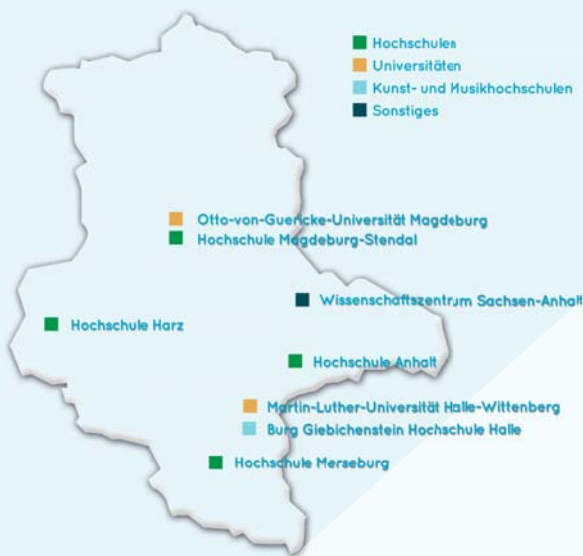 Hochschulen
Universitäten
Kunst- und Musikhochschulen
Sonstiges
Otto-von-Guericke-Universität Magdeburg
Hochschule Magdeburg-Stendal
Wissenschaftszentrum Sachsen-Anhalt
Hochschule Harz
Hochschule Anhalt
Martin-Luther-Universität Halle-Wittenberg
Burg Giebichenstein Hochschule Halle
Hochschule Merseburg